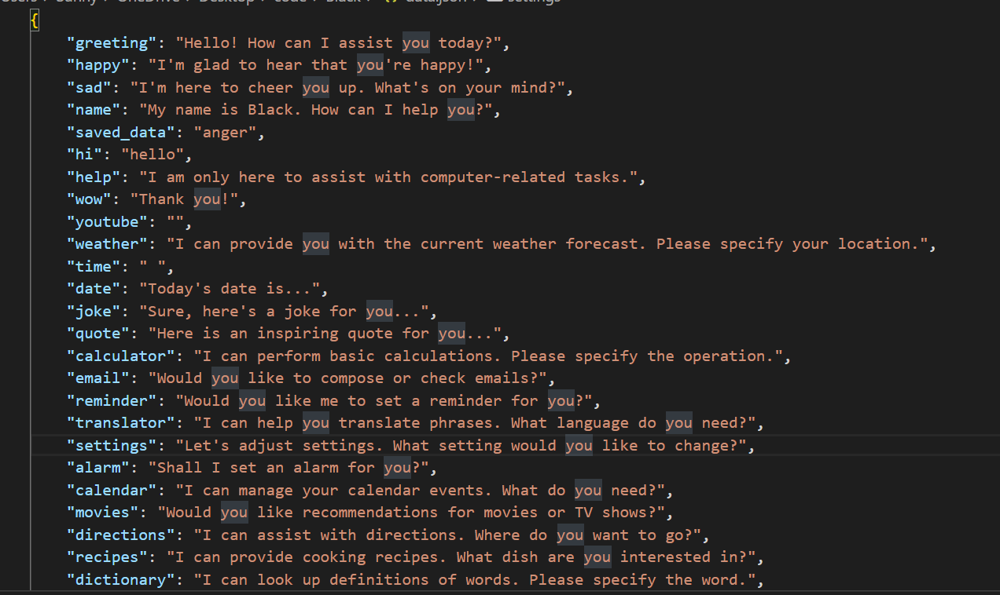 Users > Sunny > OneDrive > Desktop > code > Black > {} data.json > settings
{
"greeting": "Hello! How can I assist you today?",
"happy": "I'm glad to hear that you're happy!",
"sad": "I'm here to cheer you up. What's on your mind?",
"name": "My name is Black. How can I help you?",
"saved_data": "anger",
"hi": "hello",
"help": "I am only here to assist with computer-related tasks.",
"wow": "Thank you!",
"youtube": "",
"weather": "I can provide you with the current weather forecast. Please specify your location.",
"time": " ",
"date": "Today's date is...",
"joke": "Sure, here's a joke for you...",
"quote": "Here is an inspiring quote for you...",
"calculator": "I can perform basic calculations. Please specify the operation.",
"email": "Would you like to compose or check emails?",
"reminder": "Would you like me to set a reminder for you?",
"translator": "I can help you translate phrases. What language do you need?",
"settings": "Let's adjust settings. What setting would you like to change?",
"alarm": "Shall I set an alarm for you?",
"calendar": "I can manage your calendar events. What do you need?",
"movies": "Would you like recommendations for movies or TV shows?",
"directions": "I can assist with directions. Where do you want to go?",
"recipes": "I can provide cooking recipes. What dish are you interested in?",
"dictionary": "I can look up definitions of words. Please specify the word.",